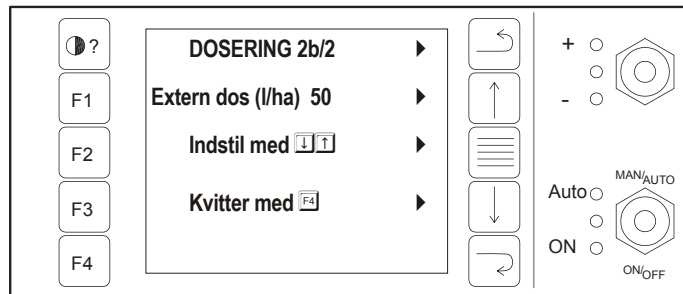 ?
F1
F2
F3
F4
DOSERING 2b/2
Extern dos (l/ha) 50
Indstil med ↓↑
Kvitter med F4
+
-
MAN/AUTO
Auto
ON
ON/OFF